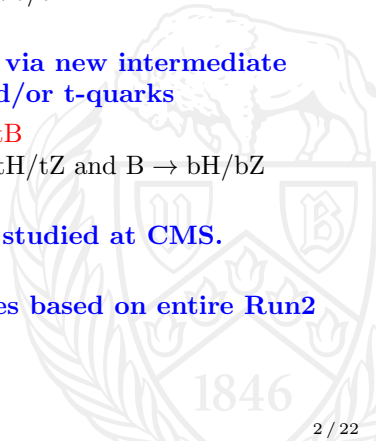 via new intermediate
d/or t-quarks
tB
tH/tZ and B → bH/bZ
studied at CMS.
es based on entire Run2
1846
2 / 22